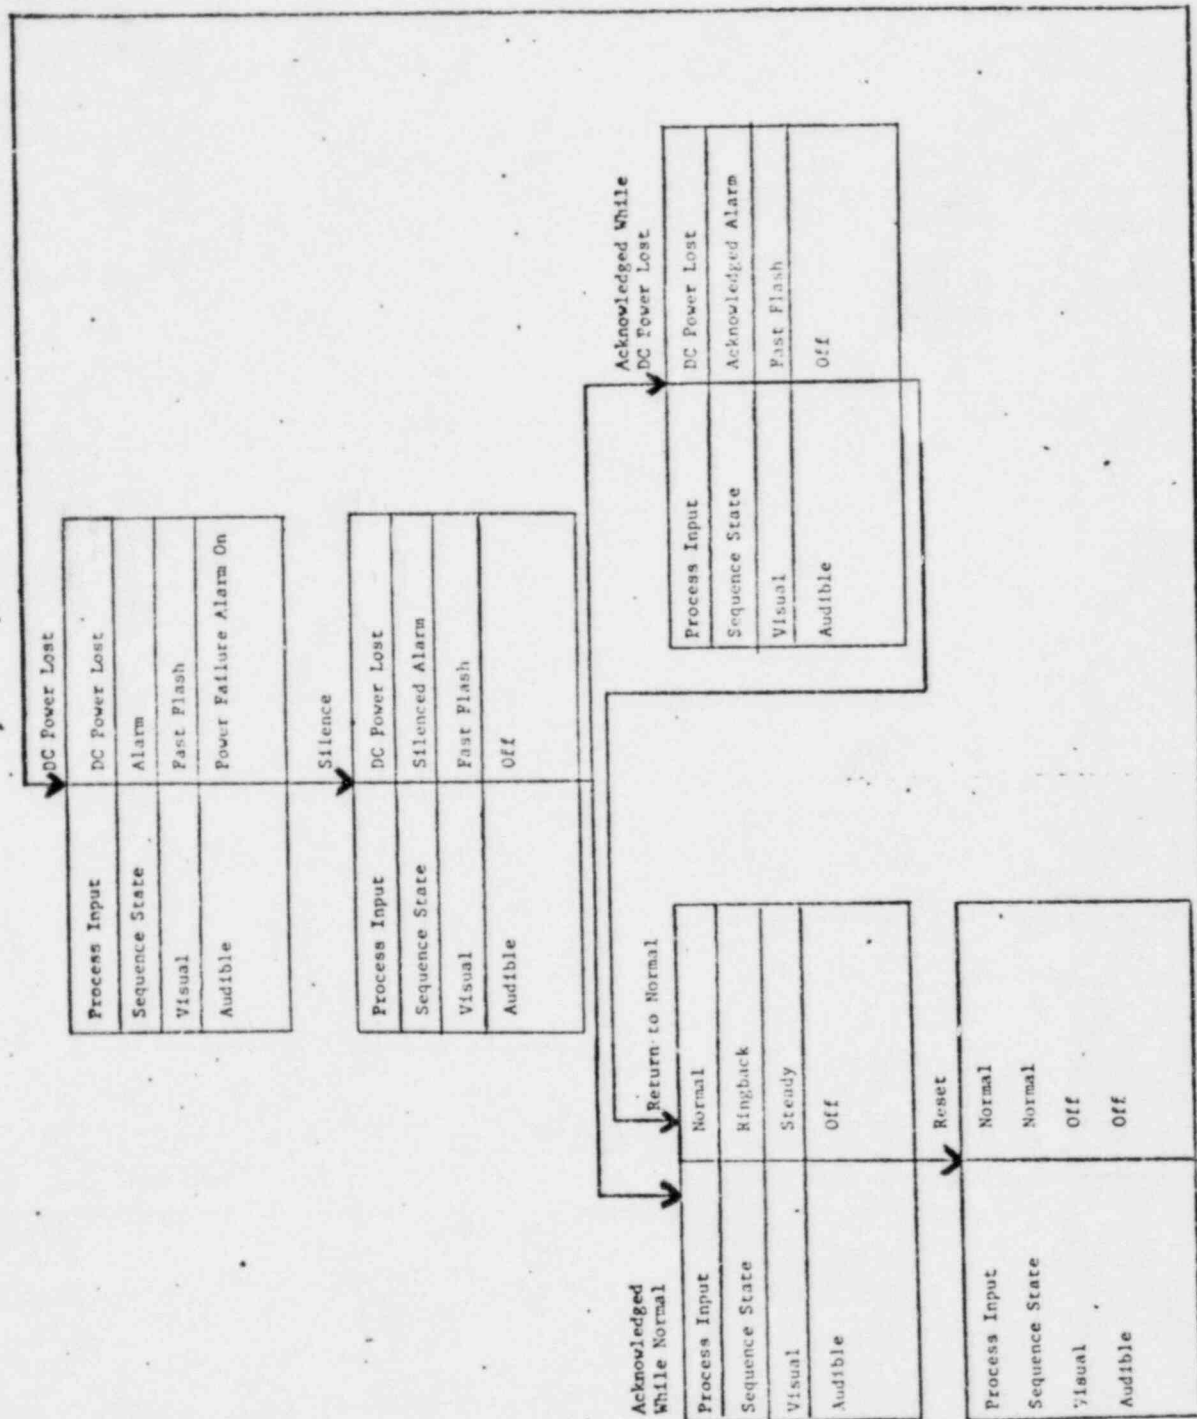 DC Power Lost
Process Input DC Power Lost
Sequence State Alarm
Visual Fast Flash
Audible Power Failure Alarm On
Silence
Process Input DC Power Lost
Sequence State Silenced Alarm
Visual Fast Flash
Audible Off
Acknowledged While
DC Power Lost
Process Input DC Power Lost
Sequence State Acknowledged Alarm
Visual Fast Flash
Audible Off
Acknowledged
While Normal
Return to Normal
Process Input Normal
Sequence State Ringback
Visual Steady
Audible Off
Reset
Process Input Normal
Sequence State Normal
Visual Off
Audible Off